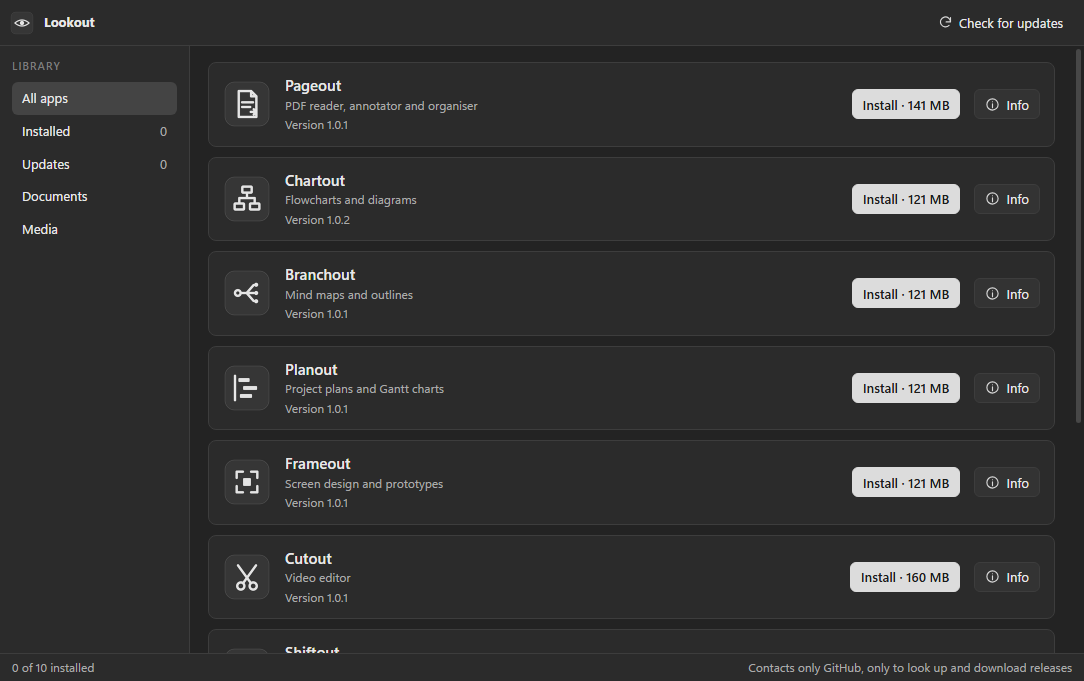 Lookout
Check for updates
LIBRARY
All apps
Installed 0
Updates 0
Documents
Media
Pageout
PDF reader, annotator and organiser
Version 1.0.1
Install · 141 MB
Info
Chartout
Flowcharts and diagrams
Version 1.0.2
Install · 121 MB
Info
Branchout
Mind maps and outlines
Version 1.0.1
Install · 121 MB
Info
Planout
Project plans and Gantt charts
Version 1.0.1
Install · 121 MB
Info
Frameout
Screen design and prototypes
Version 1.0.1
Install · 121 MB
Info
Cutout
Video editor
Version 1.0.1
Install · 160 MB
Info
Shiftout
0 of 10 installed
Contacts only GitHub, only to look up and download releases